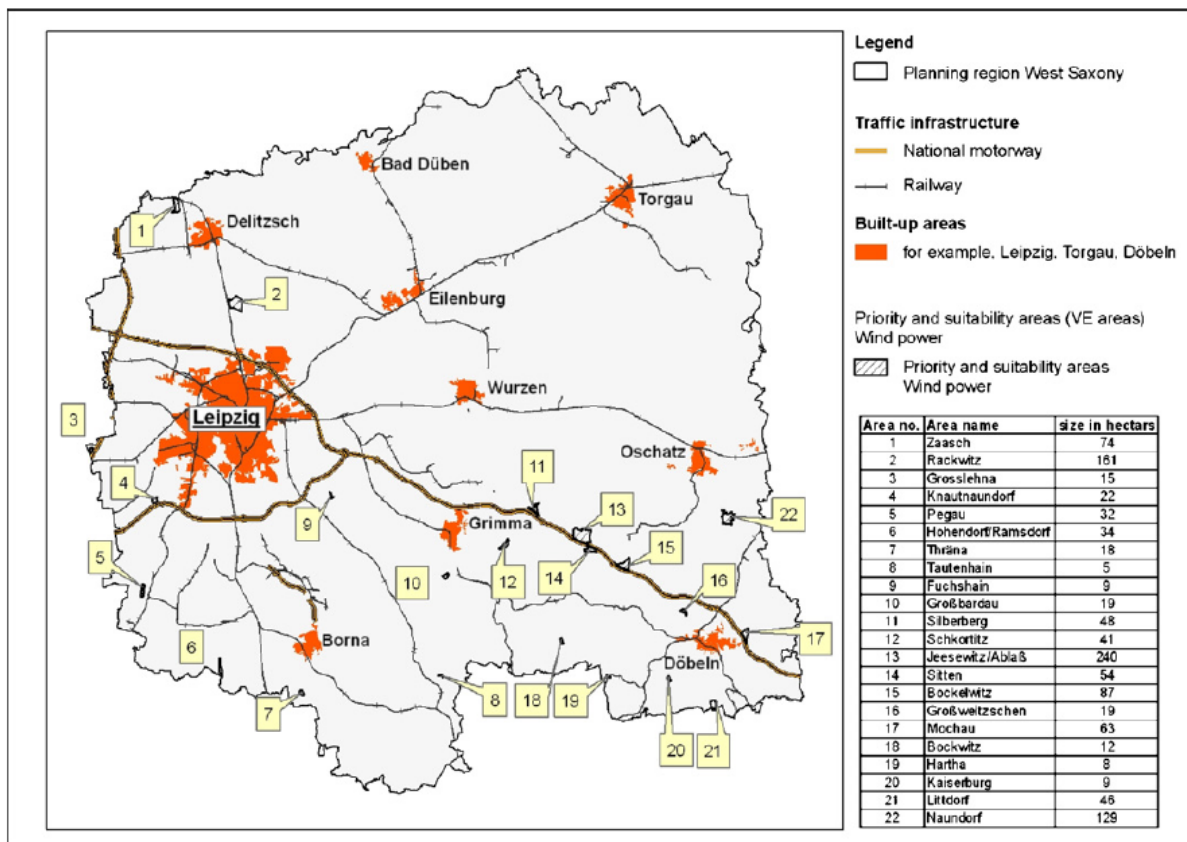 Legend
Planning region West Saxony
Traffic infrastructure
National motorway
Railway
Built-up areas
for example, Leipzig, Torgau, Döbeln
Priority and suitability areas (VE areas)
Wind power
Priority and suitability areas
Wind power
Area no. Area name size in hectars
1 Zaasch 74
2 Rackwitz 161
3 Grosslehna 15
4 Knautnaundorf 22
5 Pegau 32
6 Hohendorf/Ramsdorf 34
7 Thräna 18
8 Tautenhain 5
9 Fuchshain 9
10 Großbardau 19
11 Silberberg 48
12 Schkortitz 41
13 Jeesewitz/Ablaß 240
14 Sitten 54
15 Bockelwitz 87
16 Großweitzschen 19
17 Mochau 63
18 Bockwitz 12
19 Hartha 8
20 Kaiserburg 9
21 Littdorf 46
22 Naundorf 129
Bad Düben
Torgau
1
Delitzsch
2
Eilenburg
Wurzen
Leipzig
3
Oschatz
4
9
11
Grimma
13
22
5
10
12
14
15
16
6
Borna
17
Döbeln
7
8
18
19
20
21